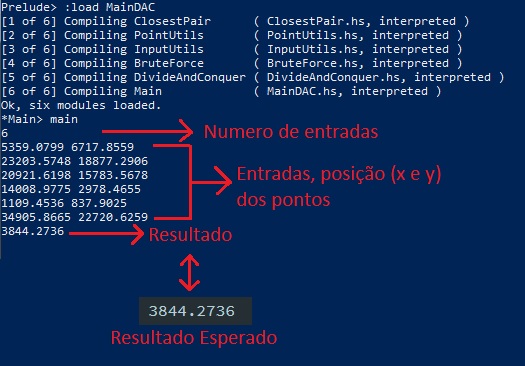 Prelude> :load MainDAC
[1 of 6] Compiling ClosestPair ( ClosestPair.hs, interpreted )
[2 of 6] Compiling PointUtils ( PointUtils.hs, interpreted )
[3 of 6] Compiling InputUtils ( InputUtils.hs, interpreted )
[4 of 6] Compiling BruteForce ( BruteForce.hs, interpreted )
[5 of 6] Compiling DivideAndConquer ( DivideAndConquer.hs, interpreted )
[6 of 6] Compiling Main ( MainDAC.hs, interpreted )
Ok, six modules loaded.
*Main> main
6
Numero de entradas
5359.0799 6717.8559
23203.5748 18877.2906
20921.6198 15783.5678
14008.9775 2978.4655
1109.4536 837.9025
34905.8665 22720.6259
Entradas, posição (x e y)
dos pontos
3844.2736
Resultado
3844.2736
Resultado Esperado